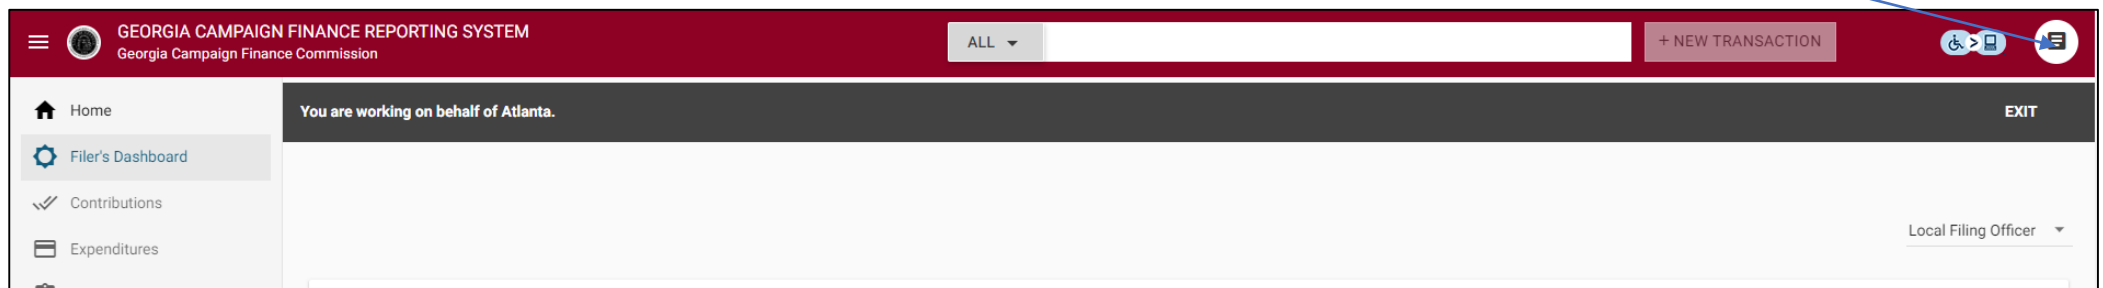 GEORGIA CAMPAIGN FINANCE REPORTING SYSTEM
Georgia Campaign Finance Commission
ALL
+ NEW TRANSACTION
Home
You are working on behalf of Atlanta.
EXIT
Filer's Dashboard
Contributions
Local Filing Officer
Expenditures